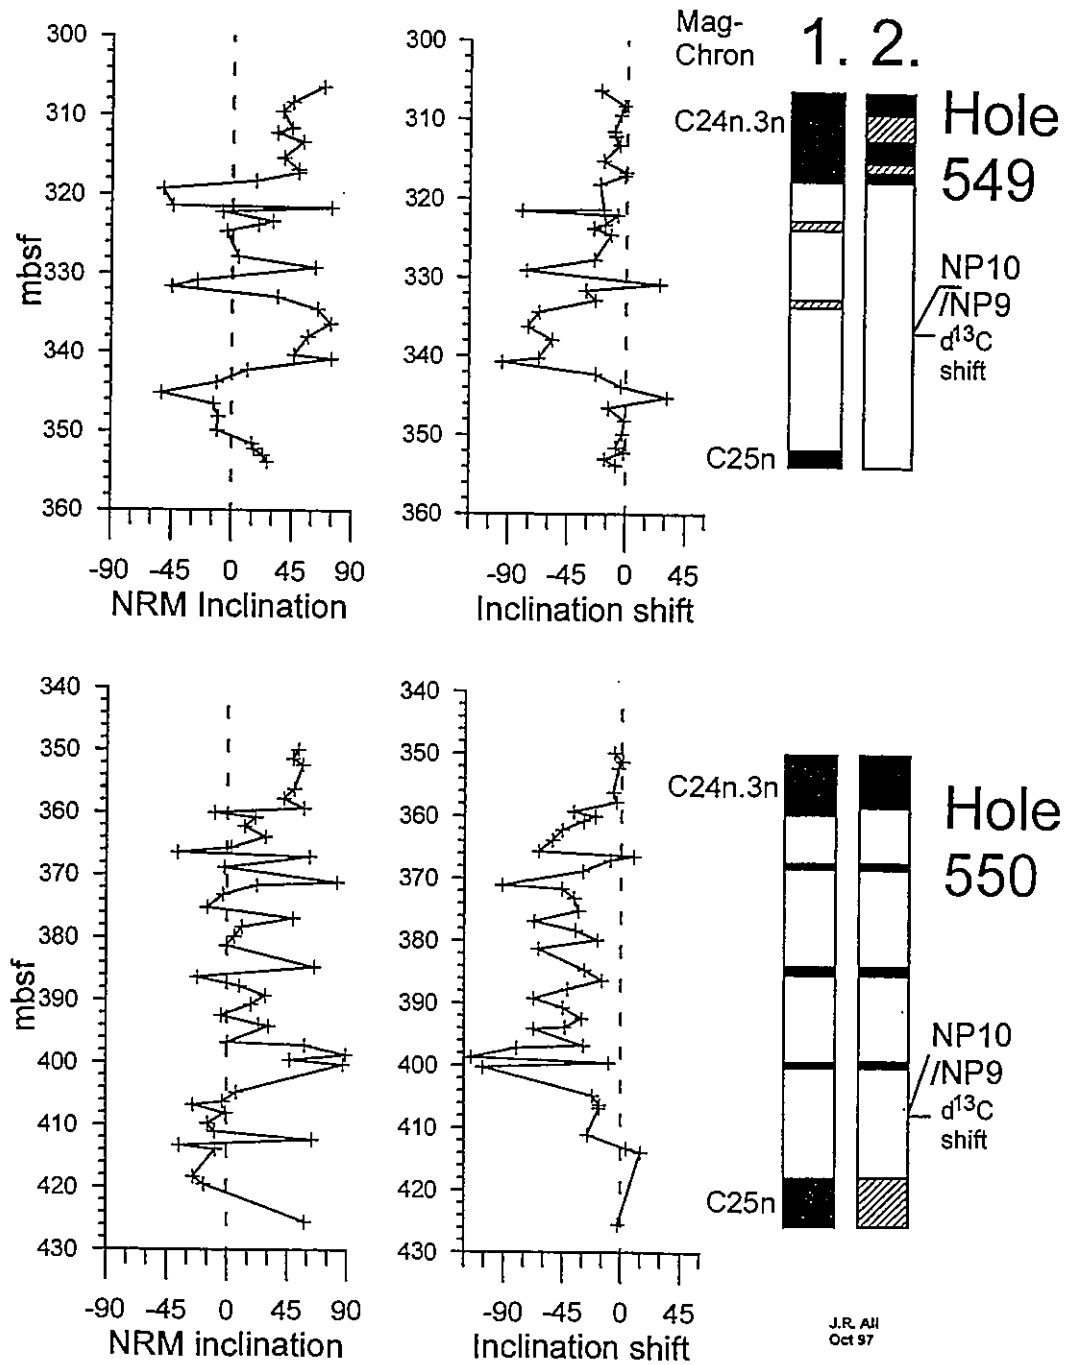 Mag-
Chron
1. 2.
Hole
549
C24n.3n
C25n
NP10
/NP9
d13C
shift
300
310
320
330
340
350
360
mbsf
-90 -45 0 45 90
NRM Inclination
300
310
320
330
340
350
360
-90 -45 0 45
Inclination shift
340
350
360
370
380
390
400
410
420
430
mbsf
-90 -45 0 45 90
NRM inclination
340
350
360
370
380
390
400
410
420
430
-90 -45 0 45
Inclination shift
C24n.3n
C25n
Hole
550
NP10
/NP9
d13C
shift
J.R. Ali
Oct 97